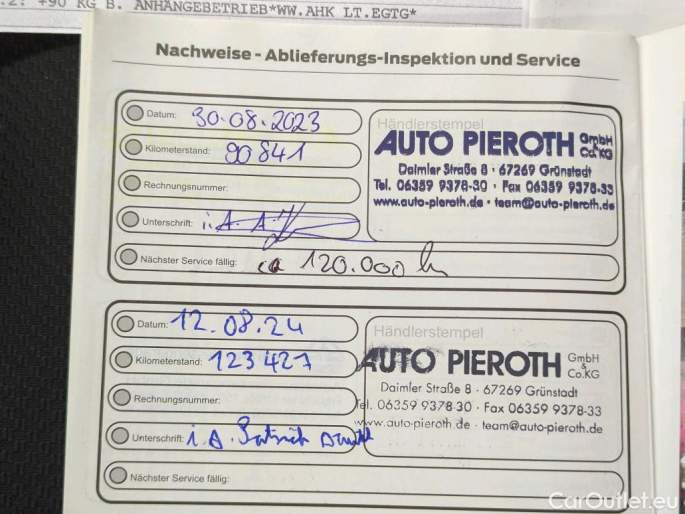 .2: +90 KG B. ANHÄNGEBETRIEB*WW.AHK LT.EGTG*
Nachweise - Ablieferungs-Inspektion und Service
Datum: 30.08.2023
Kilometerstand: 90841
Rechnungsnummer:
Unterschrift: i.A.
Nächster Service fällig: ca 120.000
Händlerstempel
AUTO PIEROTH GmbH & Co.KG
Daimler Straße 8 · 67269 Grünstadt
Tel. 06359 9378-30 · Fax 06359 9378-33
www.auto-pieroth.de · team@auto-pieroth.de
Datum: 12.08.24
Kilometerstand: 123427
Rechnungsnummer:
Unterschrift: i.A. Patrick
Nächster Service fällig:
Händlerstempel
AUTO PIEROTH GmbH & Co.KG
Daimler Straße 8 · 67269 Grünstadt
Tel. 06359 9378-30 · Fax 06359 9378-33
www.auto-pieroth.de · team@auto-pieroth.de
CarOutlet.eu